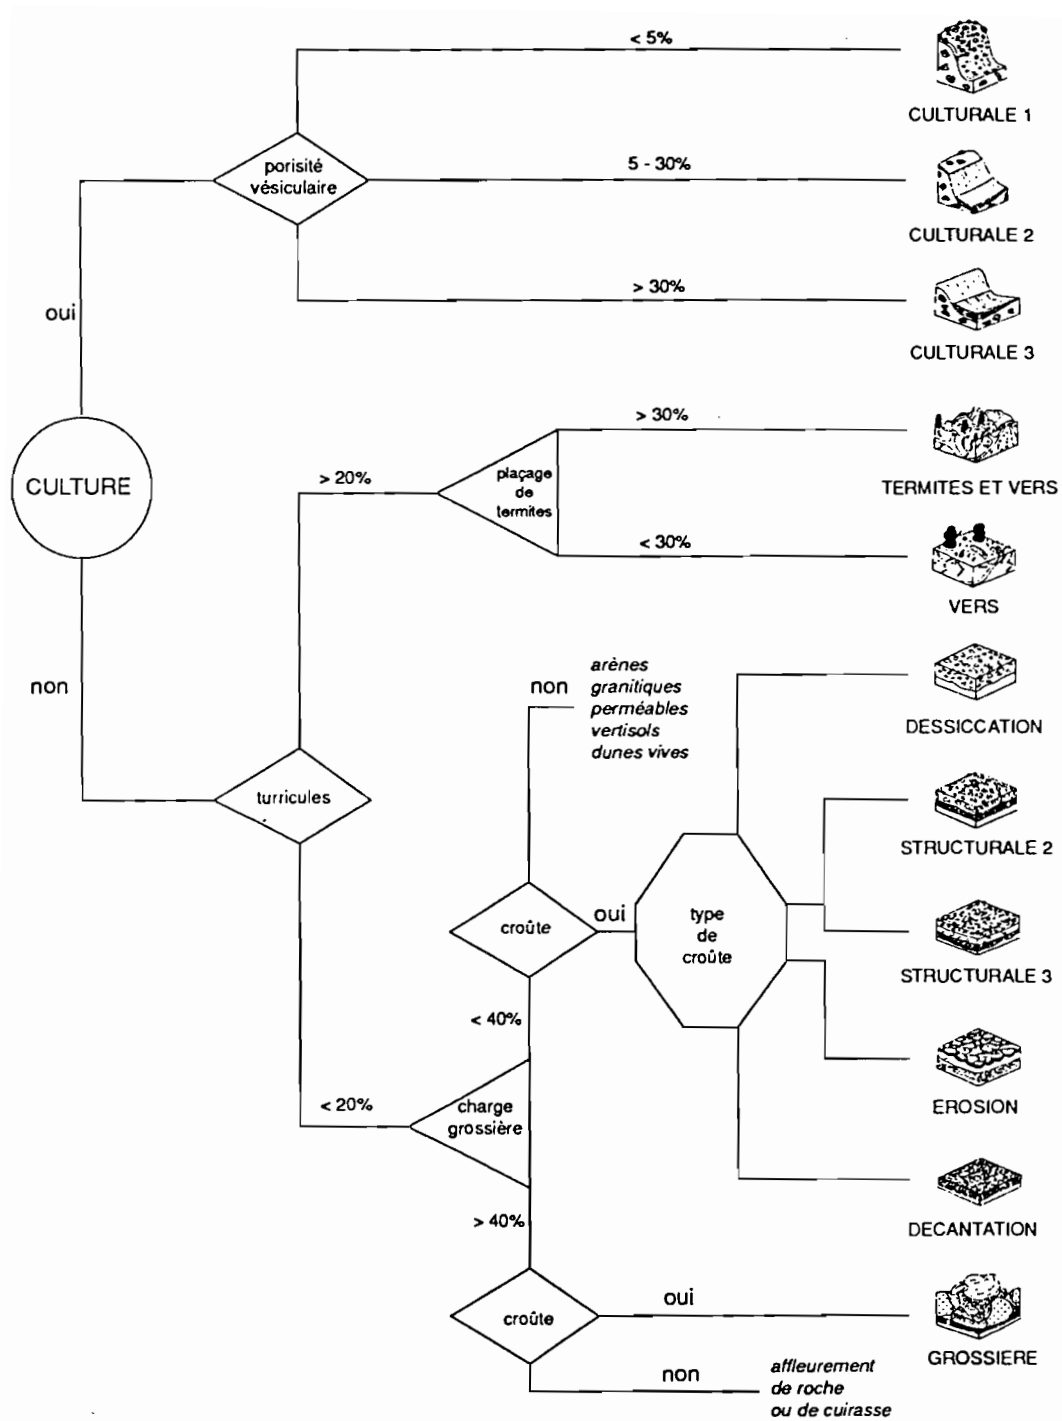 < 5%
CULTURALE 1
porisité
vésiculaire
5 - 30%
CULTURALE 2
> 30%
CULTURALE 3
oui
CULTURE
non
> 20%
plaçage
de
termites
> 30%
TERMITES ET VERS
< 30%
VERS
turricules
non
arènes
granitiques
perméables
vertisols
dunes vives
DESSICCATION
STRUCTURALE 2
croûte
oui
type
de
croûte
STRUCTURALE 3
< 40%
EROSION
< 20%
charge
grossière
> 40%
DECANTATION
croûte
oui
GROSSIERE
non
affleurement
de roche
ou de cuirasse